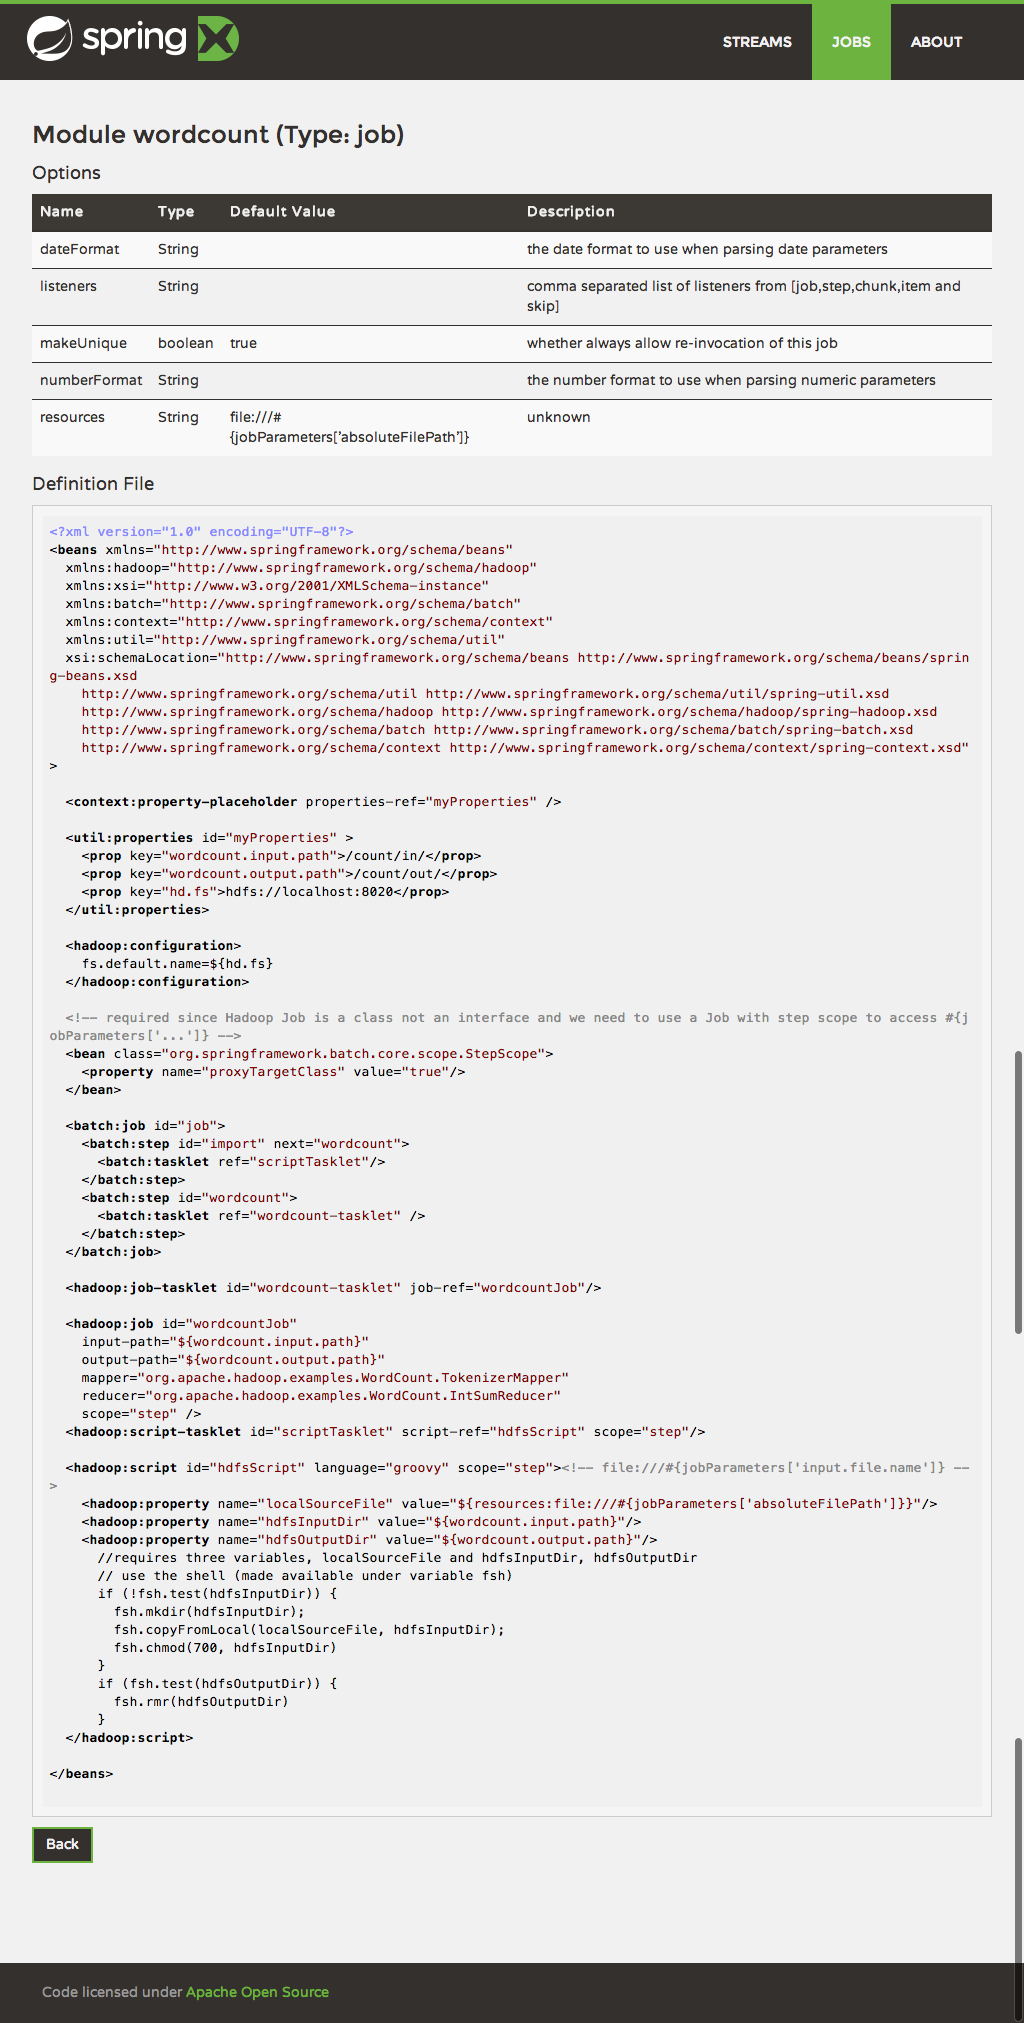 spring X
STREAMS JOBS ABOUT
Module wordcount (Type: job)
Options
Name Type Default Value Description
dateFormat String the date format to use when parsing date parameters
listeners String comma separated list of listeners from [job,step,chunk,item and
skip]
makeUnique boolean true whether always allow re-invocation of this job
numberFormat String the number format to use when parsing numeric parameters
resources String file:///# unknown
{jobParameters['absoluteFilePath']}
Definition File
<?xml version="1.0" encoding="UTF-8"?>
<beans xmlns="http://www.springframework.org/schema/beans"
  xmlns:hadoop="http://www.springframework.org/schema/hadoop"
  xmlns:xsi="http://www.w3.org/2001/XMLSchema-instance"
  xmlns:batch="http://www.springframework.org/schema/batch"
  xmlns:context="http://www.springframework.org/schema/context"
  xmlns:util="http://www.springframework.org/schema/util"
  xsi:schemaLocation="http://www.springframework.org/schema/beans http://www.springframework.org/schema/beans/sprin
g-beans.xsd
    http://www.springframework.org/schema/util http://www.springframework.org/schema/util/spring-util.xsd
    http://www.springframework.org/schema/hadoop http://www.springframework.org/schema/hadoop/spring-hadoop.xsd
    http://www.springframework.org/schema/batch http://www.springframework.org/schema/batch/spring-batch.xsd
    http://www.springframework.org/schema/context http://www.springframework.org/schema/context/spring-context.xsd"
>
  <context:property-placeholder properties-ref="myProperties" />
  <util:properties id="myProperties" >
    <prop key="wordcount.input.path">/count/in/</prop>
    <prop key="wordcount.output.path">/count/out/</prop>
    <prop key="hd.fs">hdfs://localhost:8020</prop>
  </util:properties>
  <hadoop:configuration>
    fs.default.name=${hd.fs}
  </hadoop:configuration>
  <!-- required since Hadoop Job is a class not an interface and we need to use a Job with step scope to access #{j
obParameters['...']} -->
  <bean class="org.springframework.batch.core.scope.StepScope">
    <property name="proxyTargetClass" value="true"/>
  </bean>
  <batch:job id="job">
    <batch:step id="import" next="wordcount">
      <batch:tasklet ref="scriptTasklet"/>
    </batch:step>
    <batch:step id="wordcount">
      <batch:tasklet ref="wordcount-tasklet" />
    </batch:step>
  </batch:job>
  <hadoop:job-tasklet id="wordcount-tasklet" job-ref="wordcountJob"/>
  <hadoop:job id="wordcountJob"
    input-path="${wordcount.input.path}"
    output-path="${wordcount.output.path}"
    mapper="org.apache.hadoop.examples.WordCount.TokenizerMapper"
    reducer="org.apache.hadoop.examples.WordCount.IntSumReducer"
    scope="step" />
  <hadoop:script-tasklet id="scriptTasklet" script-ref="hdfsScript" scope="step"/>
  <hadoop:script id="hdfsScript" language="groovy" scope="step"><!-- file:///#{jobParameters['input.file.name']} --
>
    <hadoop:property name="localSourceFile" value="${resources:file:///#{jobParameters['absoluteFilePath']}}"/>
    <hadoop:property name="hdfsInputDir" value="${wordcount.input.path}"/>
    <hadoop:property name="hdfsOutputDir" value="${wordcount.output.path}"/>
      //requires three variables, localSourceFile and hdfsInputDir, hdfsOutputDir
      // use the shell (made available under variable fsh)
      if (!fsh.test(hdfsInputDir)) {
        fsh.mkdir(hdfsInputDir);
        fsh.copyFromLocal(localSourceFile, hdfsInputDir);
        fsh.chmod(700, hdfsInputDir)
      }
      if (fsh.test(hdfsOutputDir)) {
        fsh.rmr(hdfsOutputDir)
      }
  </hadoop:script>
</beans>
Back
Code licensed under Apache Open Source